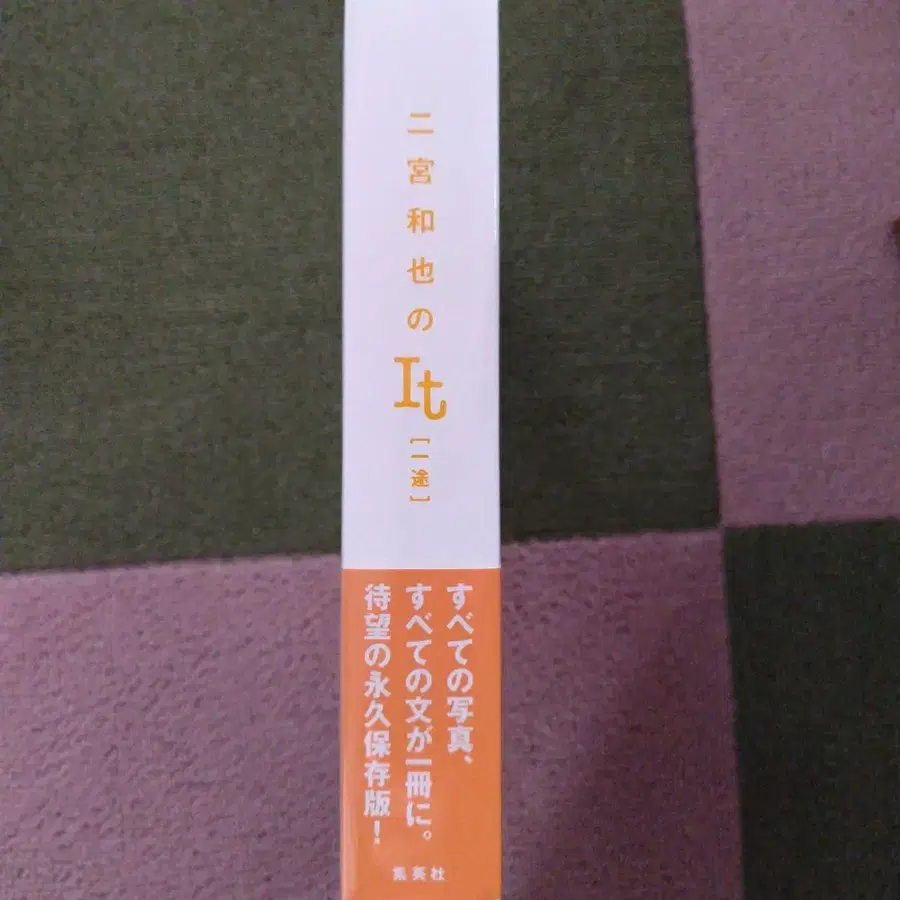 二宮和也の
It
[一途]
すべての写真、
すべての文が一冊に。
待望の永久保存版!
集英社